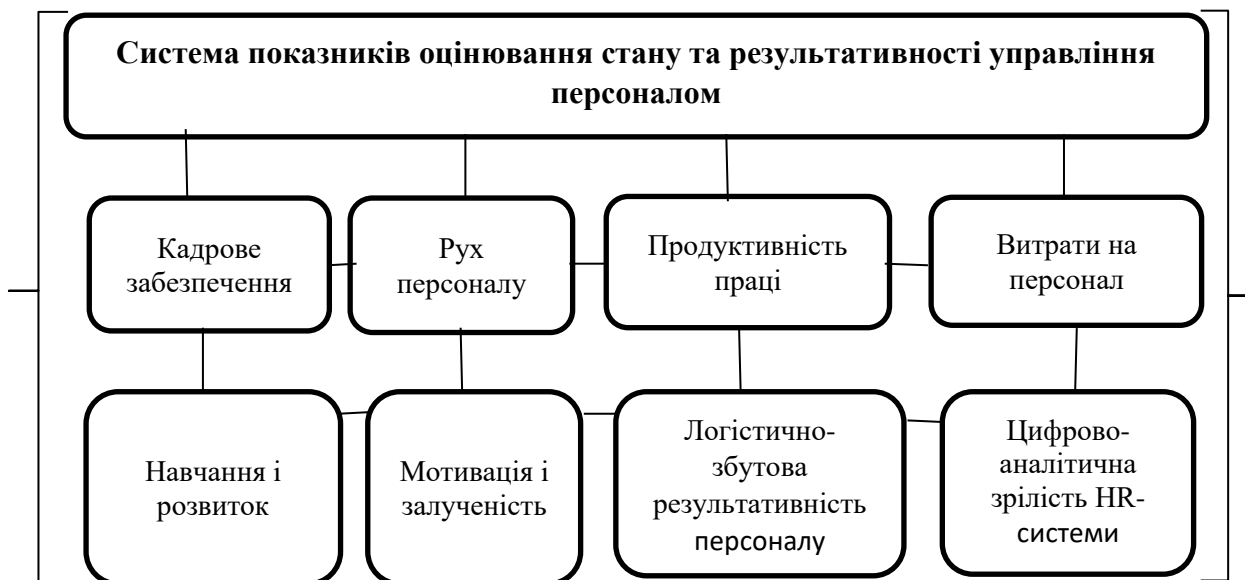 Система показників оцінювання стану та результативності управління
персоналом
Кадрове
забезпечення
Рух
персоналу
Продуктивність
праці
Витрати на
персонал
Навчання і
розвиток
Мотивація і
залученість
Логістично-
збутова
результативність
персоналу
Цифрово-
аналітична
зрілість HR-
системи